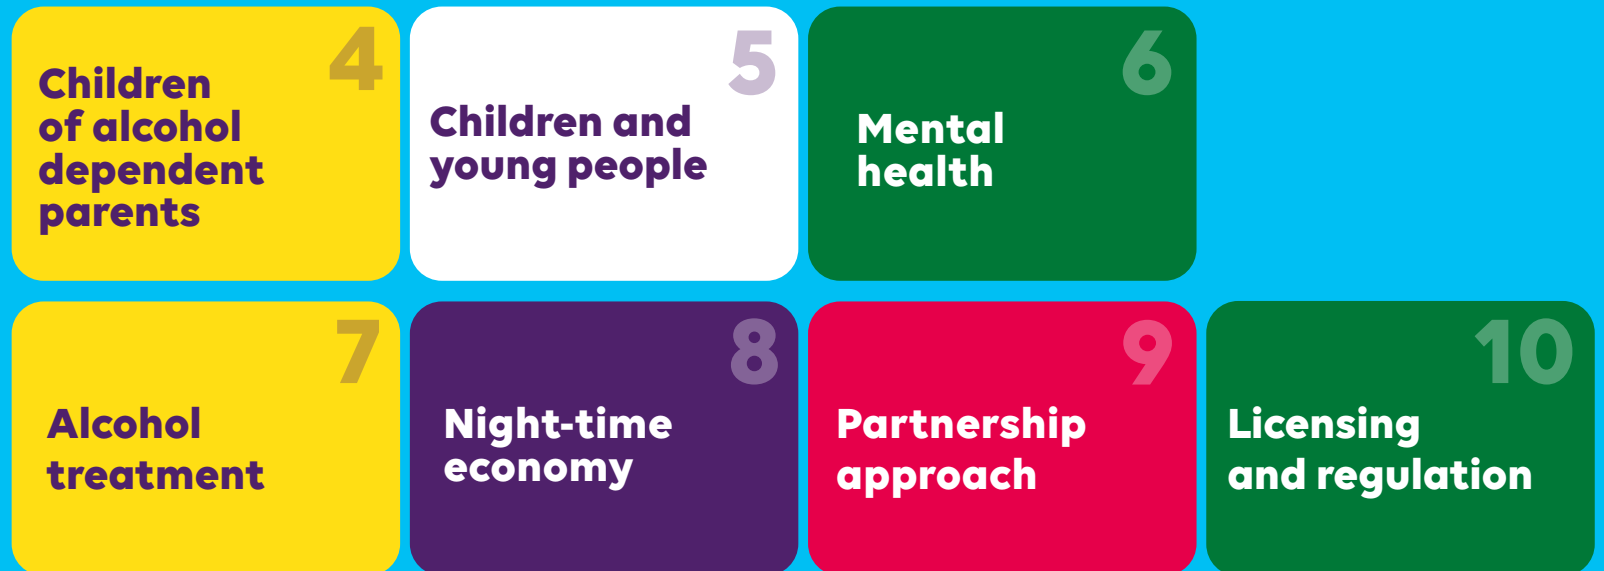 4
Children
of alcohol
dependent
parents
5
Children and
young people
6
Mental
health
7
Alcohol
treatment
8
Night-time
economy
9
Partnership
approach
10
Licensing
and regulation